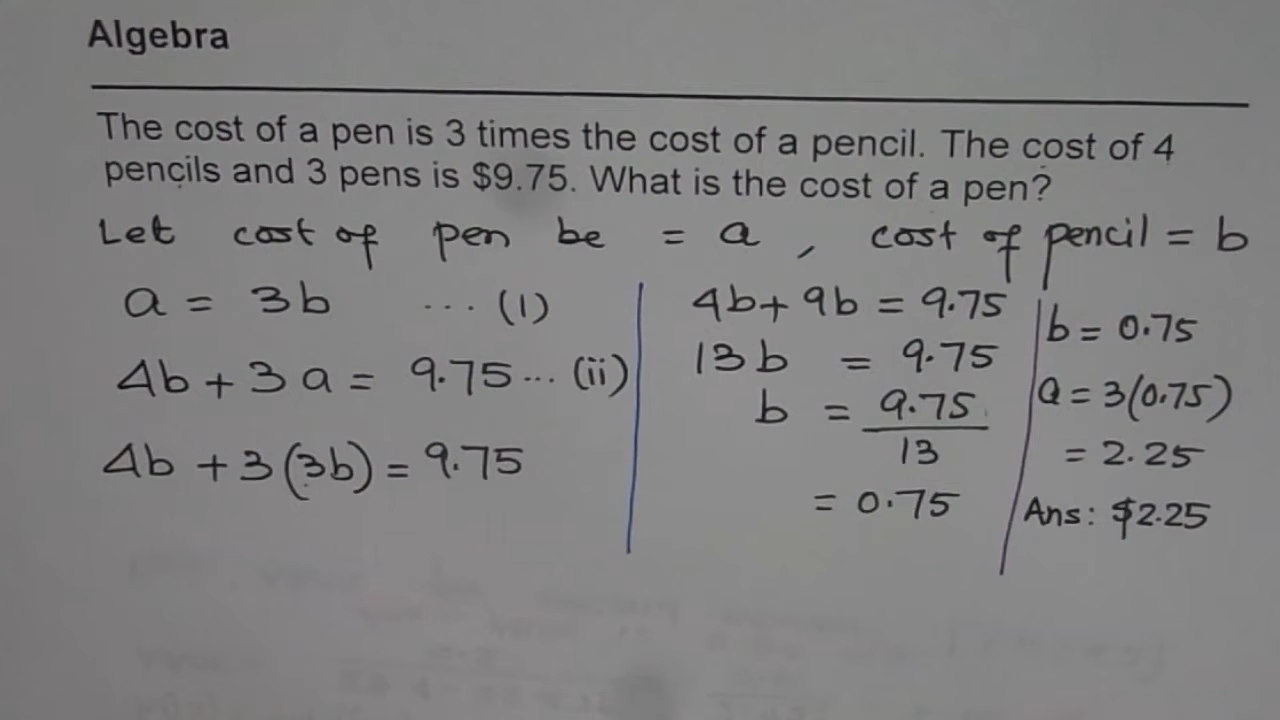 Algebra
The cost of a pen is 3 times the cost of a pencil. The cost of 4
pencils and 3 pens is $9.75. What is the cost of a pen?
Let cost of pen be = a , cost of pencil = b
a = 3b ... (1)
4b + 3a = 9.75 ... (ii)
4b + 3(3b) = 9.75
4b + 9b = 9.75
13b = 9.75
b = 9.75
13
= 0.75
b = 0.75
a = 3(0.75)
= 2.25
Ans: $2.25